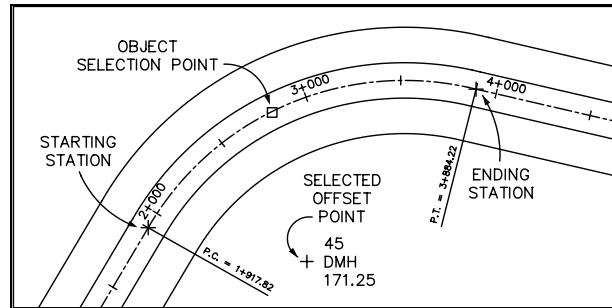 OBJECT
SELECTION POINT
3+000
4+000
STARTING
STATION
2+000
P.C. = 1+917.82
SELECTED
OFFSET
POINT
45
DMH
171.25
P.T. = 3+884.22
ENDING
STATION